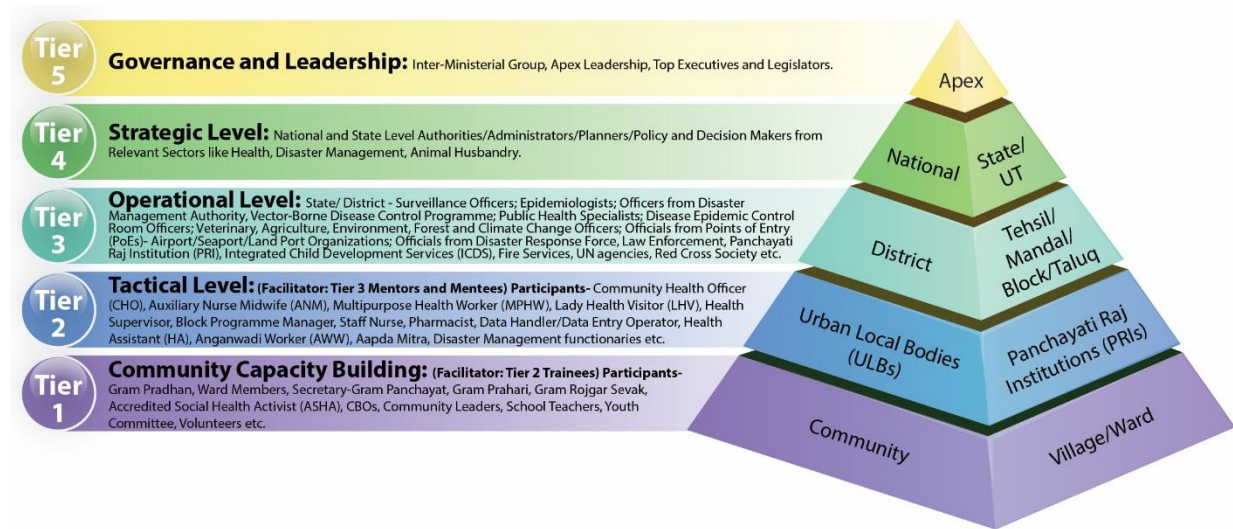 Tier
5
Governance and Leadership: Inter-Ministerial Group, Apex Leadership, Top Executives and Legislators.
Apex
Tier
4
Strategic Level: National and State Level Authorities/Administrators/Planners/Policy and Decision Makers from
Relevant Sectors like Health, Disaster Management, Animal Husbandry.
National
State/
UT
Tier
3
Operational Level: State/ District - Surveillance Officers; Epidemiologists; Officers from Disaster
Management Authority, Vector-Borne Disease Control Programme; Public Health Specialists; Disease Epidemic Control
Room Officers; Veterinary, Agriculture, Environment, Forest and Climate Change Officers; Officials from Points of Entry
(PoEs)- Airport/Seaport/Land Port Organizations; Officials from Disaster Response Force, Law Enforcement, Panchayati
Raj Institution (PRI), Integrated Child Development Services (ICDS), Fire Services, UN agencies, Red Cross Society etc.
District
Tehsil/
Mandal/
Block/Taluq
Tier
2
Tactical Level: (Facilitator: Tier 3 Mentors and Mentees) Participants- Community Health Officer
(CHO), Auxiliary Nurse Midwife (ANM), Multipurpose Health Worker (MPHW), Lady Health Visitor (LHV), Health
Supervisor, Block Programme Manager, Staff Nurse, Pharmacist, Data Handler/Data Entry Operator, Health
Assistant (HA), Anganwadi Worker (AWW), Aapda Mitra, Disaster Management functionaries etc.
Urban Local Bodies
(ULBs)
Panchayati Raj
Institutions (PRIs)
Tier
1
Community Capacity Building: (Facilitator: Tier 2 Trainees) Participants-
Gram Pradhan, Ward Members, Secretary-Gram Panchayat, Gram Prahari, Gram Rojgar Sevak,
Accredited Social Health Activist (ASHA), CBOs, Community Leaders, School Teachers, Youth
Committee, Volunteers etc.
Community
Village/Ward